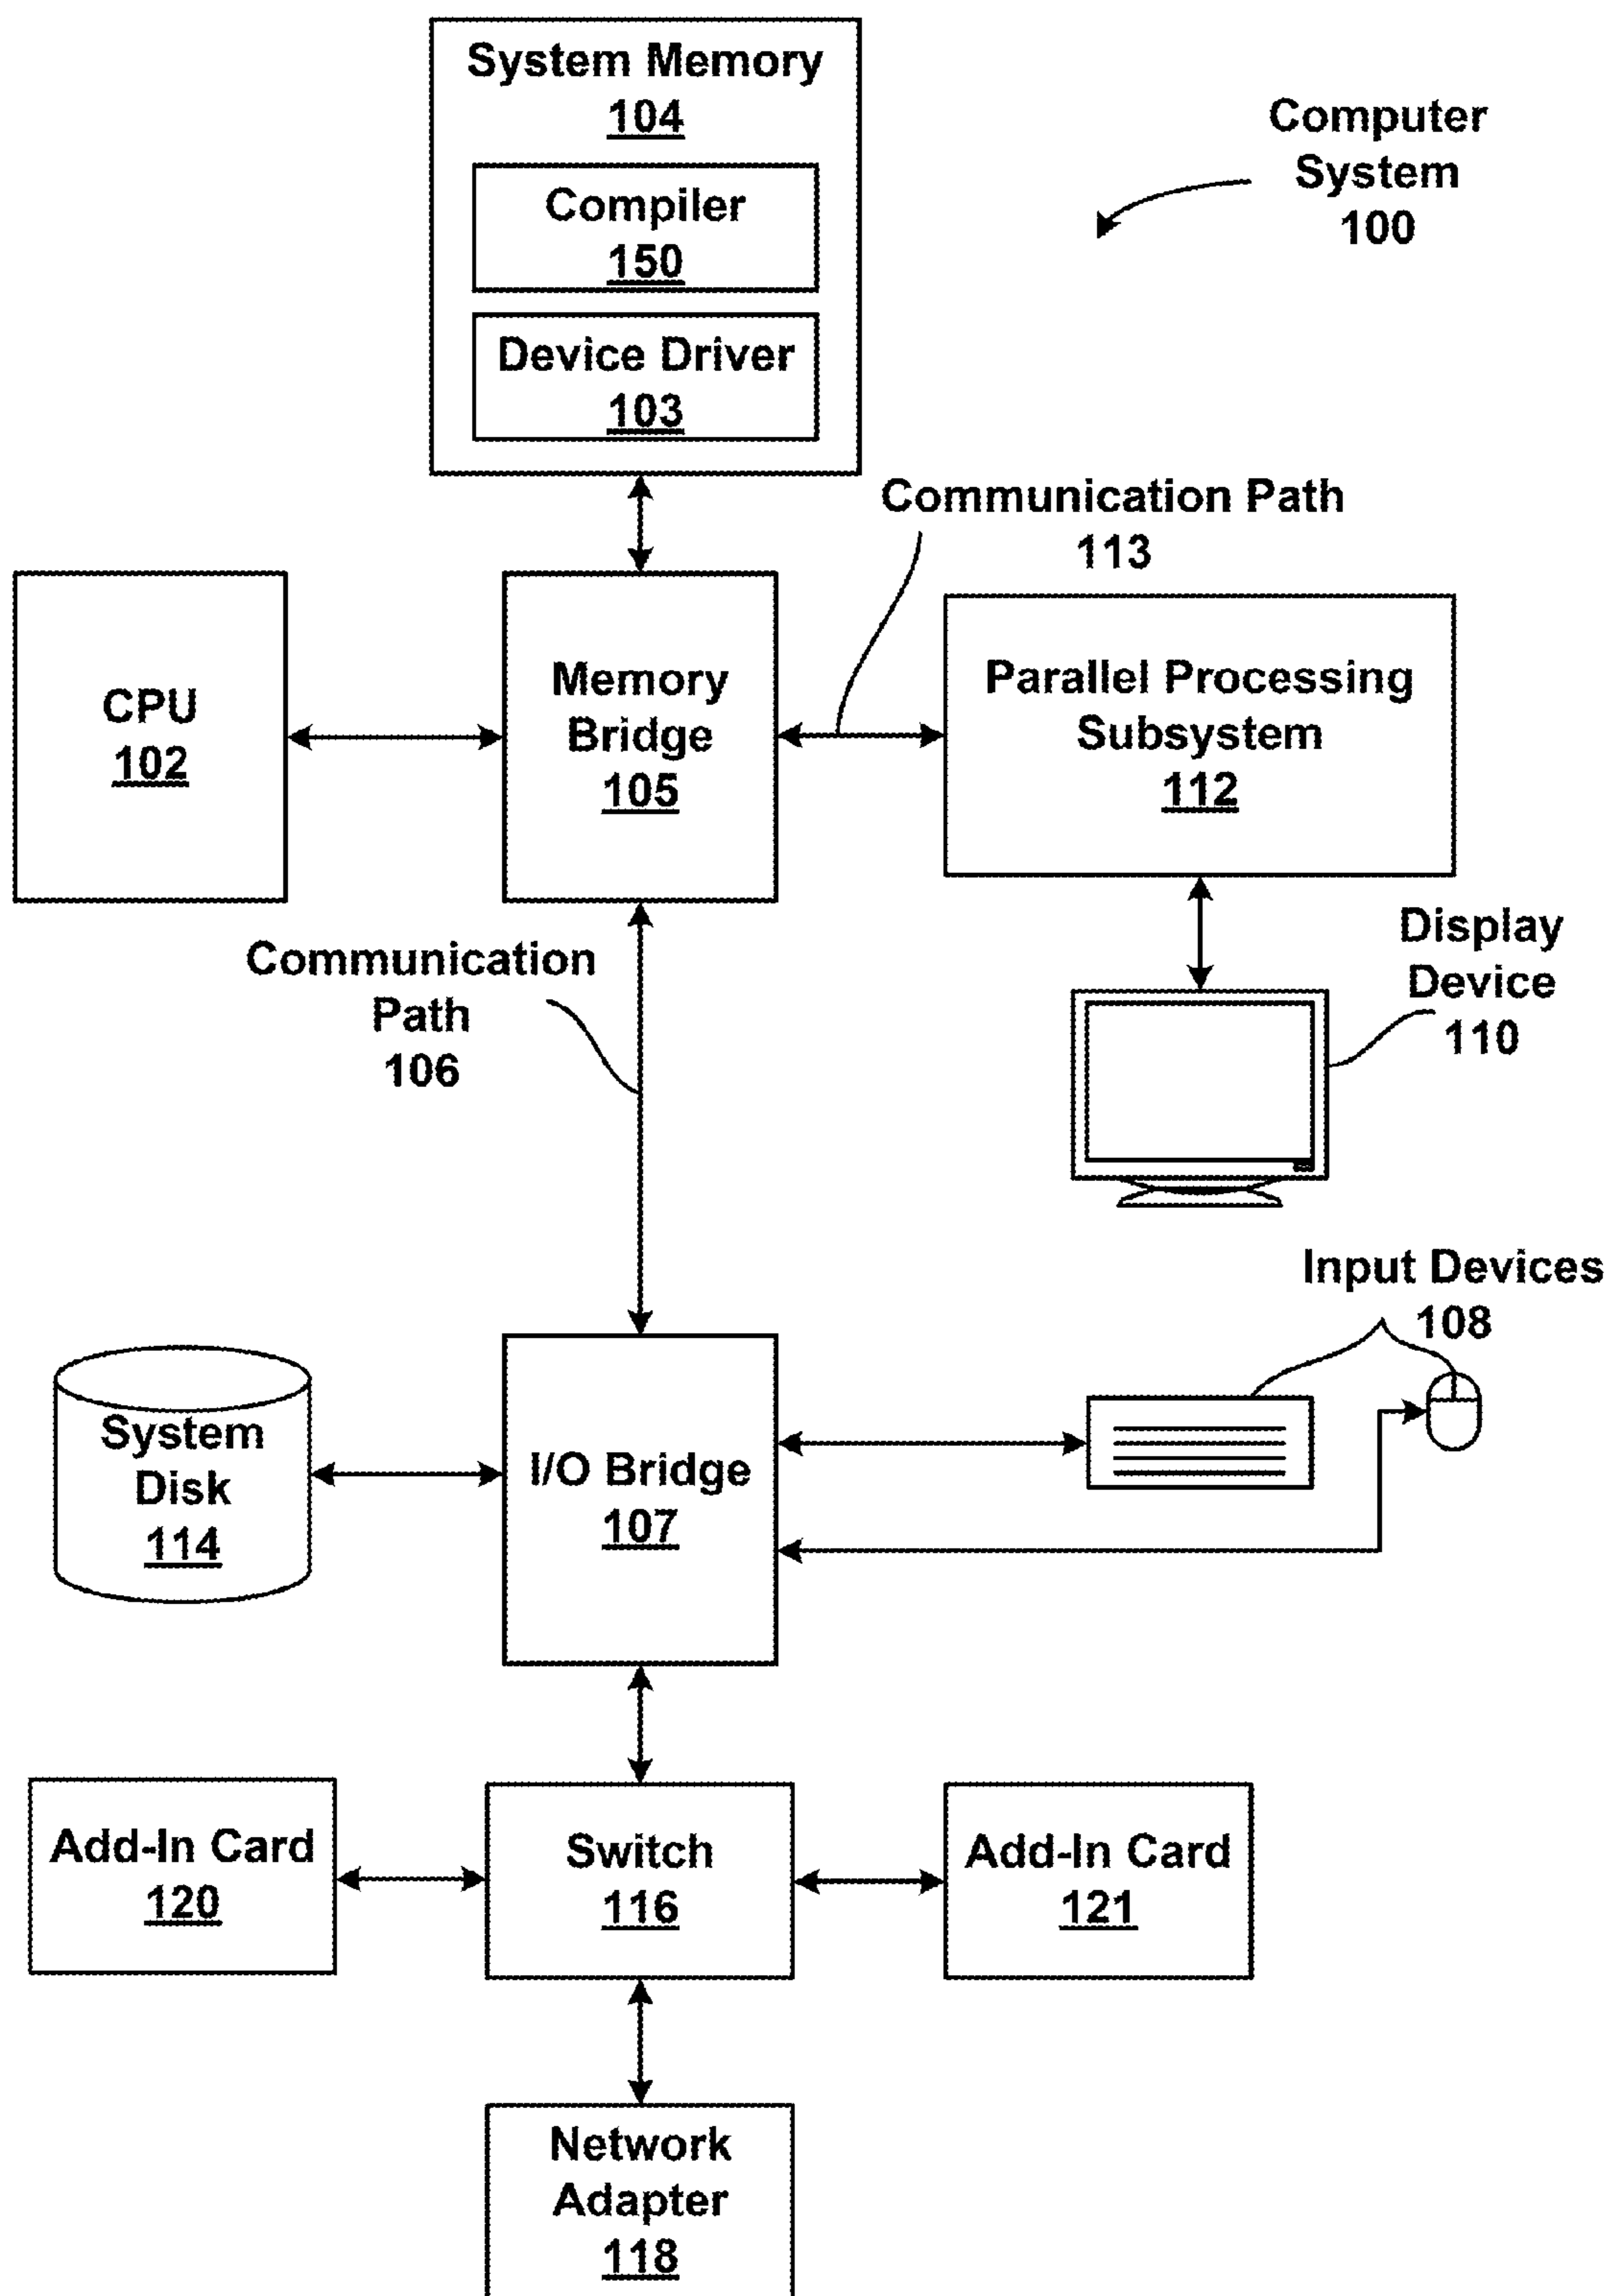 System Memory
104
Compiler
150
Device Driver
103
Computer
System
100
Communication Path
113
CPU
102
Memory
Bridge
105
Parallel Processing
Subsystem
112
Communication
Path
106
Display
Device
110
Input Devices
108
System
Disk
114
I/O Bridge
107
Add-In Card
120
Switch
116
Add-In Card
121
Network
Adapter
118